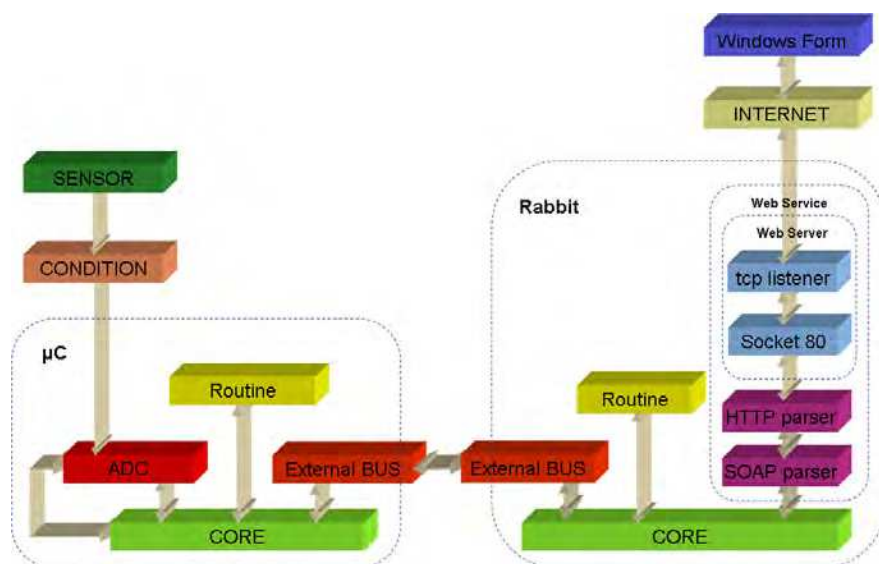 Windows Form
INTERNET
SENSOR
Rabbit
Web Service
Web Server
CONDITION
tcp listener
Socket 80
µC
Routine
Routine
HTTP parser
ADC
External BUS
External BUS
SOAP parser
CORE
CORE